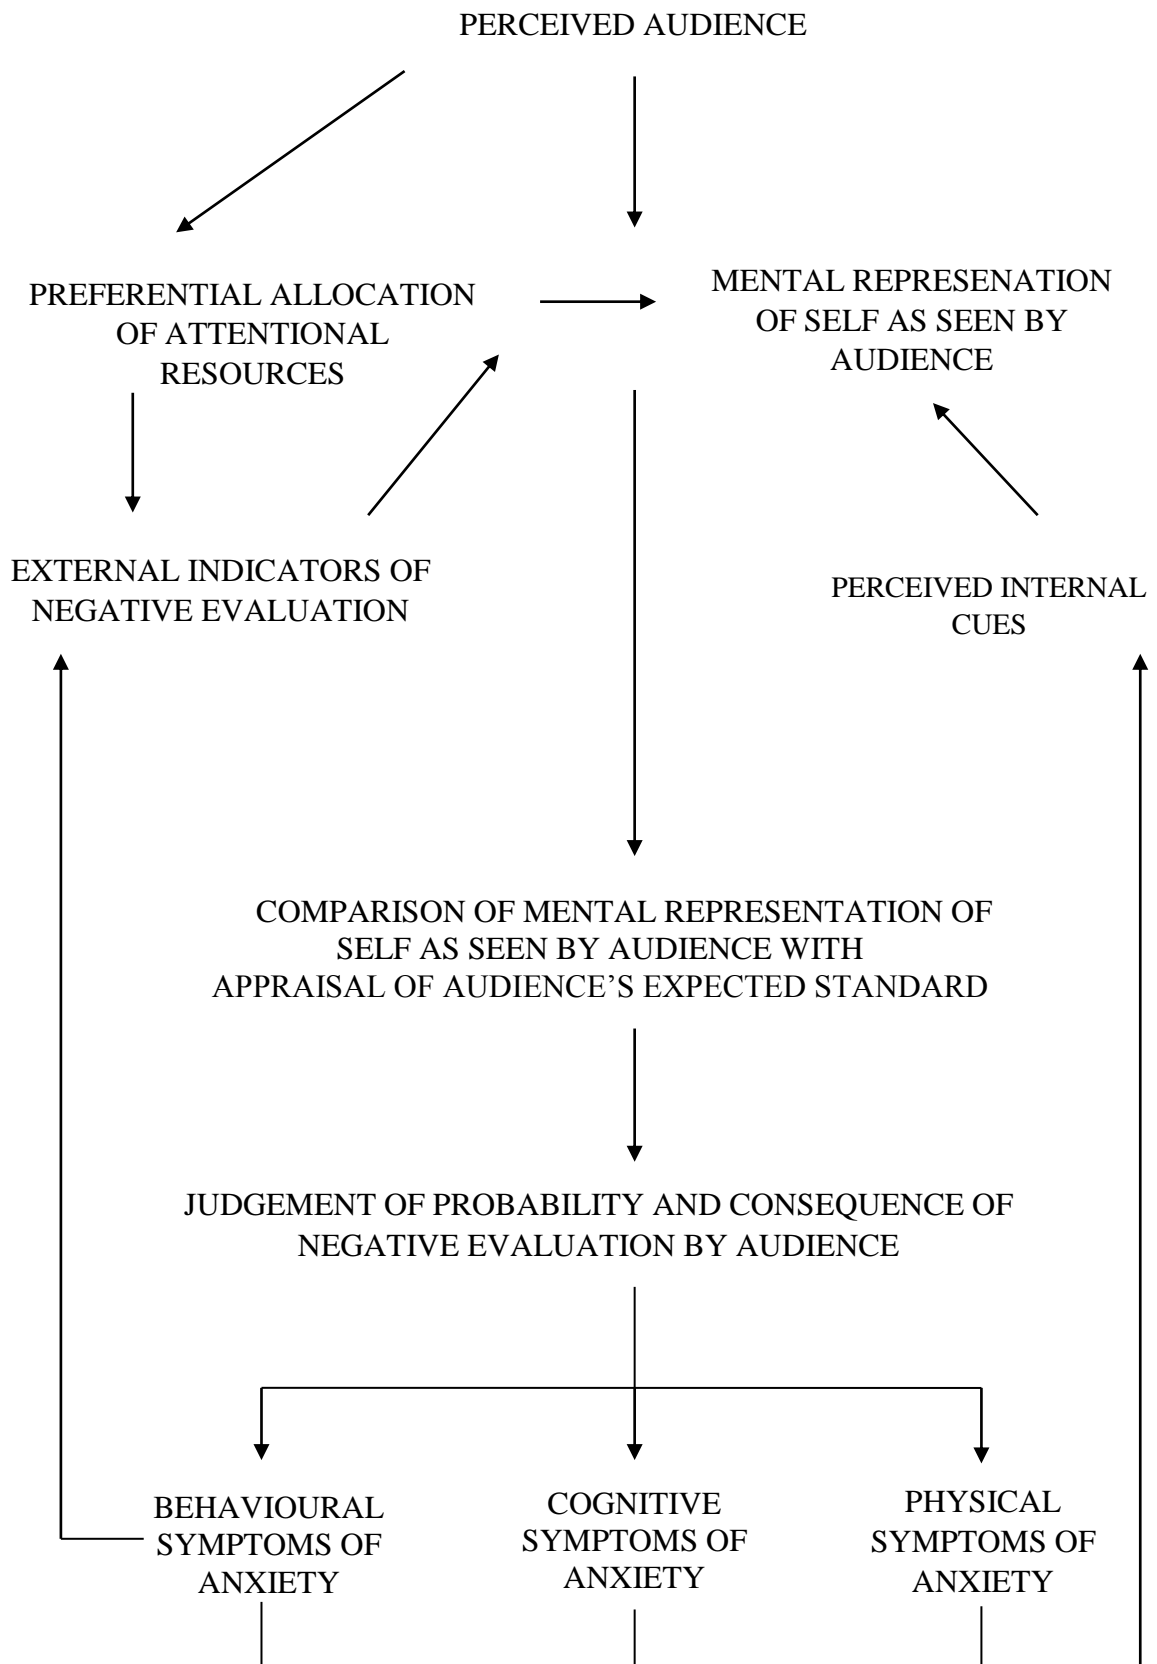 PERCEIVED AUDIENCE
PREFERENTIAL ALLOCATION
OF ATTENTIONAL
RESOURCES
MENTAL REPRESENATION
OF SELF AS SEEN BY
AUDIENCE
EXTERNAL INDICATORS OF
NEGATIVE EVALUATION
PERCEIVED INTERNAL
CUES
COMPARISON OF MENTAL REPRESENTATION OF
SELF AS SEEN BY AUDIENCE WITH
APPRAISAL OF AUDIENCE’S EXPECTED STANDARD
JUDGEMENT OF PROBABILITY AND CONSEQUENCE OF
NEGATIVE EVALUATION BY AUDIENCE
BEHAVIOURAL
SYMPTOMS OF
ANXIETY
COGNITIVE
SYMPTOMS OF
ANXIETY
PHYSICAL
SYMPTOMS OF
ANXIETY